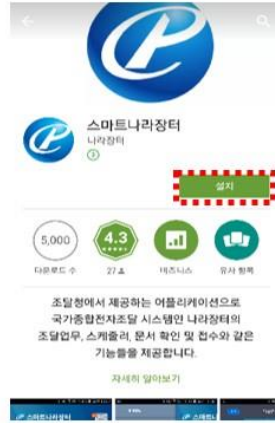 스마트나라장터
나라장터
설치
5,000
4.3
다운로드 수
27
비즈니스
유사 항목
조달청에서 제공하는 어플리케이션으로
국가종합전자조달 시스템인 나라장터의
조달업무, 스케줄러, 문서 확인 및 접수와 같은
기능들을 제공합니다.
자세히 알아보기
스마트나라장터